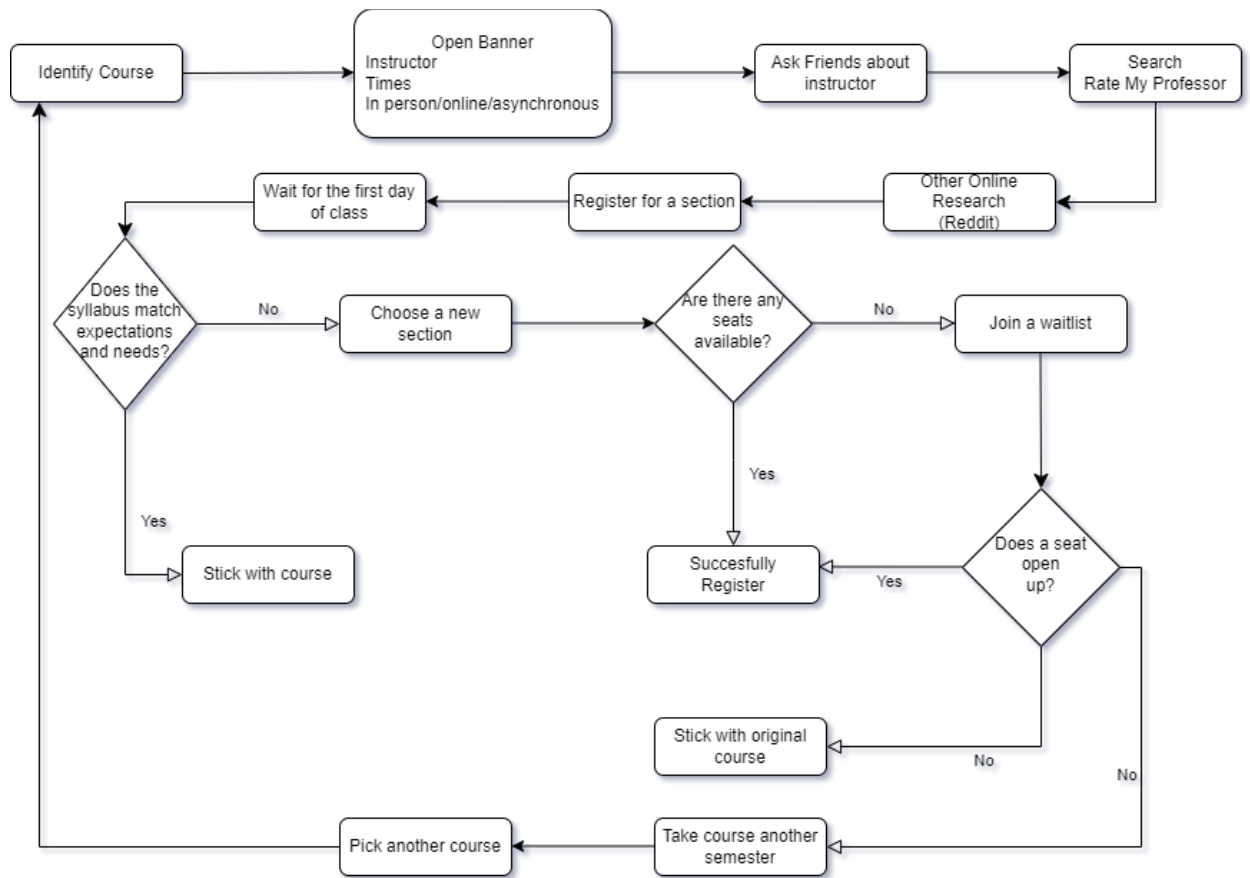 Identify Course
Open Banner
Instructor
Times
In person/online/asynchronous
Ask Friends about
instructor
Search
Rate My Professor
Other Online
Research
(Reddit)
Register for a section
Wait for the first day
of class
Does the
syllabus match
expectations
and needs?
No
Choose a new
section
Are there any
seats
available?
No
Join a waitlist
Yes
Stick with course
Yes
Succesfully
Register
Yes
Does a seat
open
up?
Stick with original
course
No
No
Take course another
semester
Pick another course